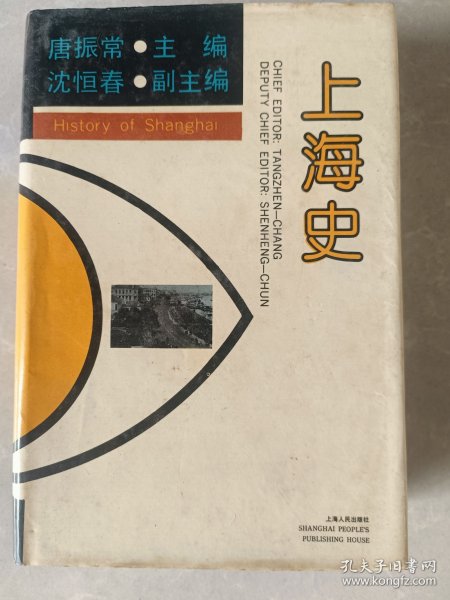 唐振常●主编
沈恒春●副主编
History of Shanghai
上海史
CHIEF EDITOR: TANGZHEN—CHANG
DEPUTY CHIEF EDITOR: SHENHENG—CHUN
上海人民出版社
SHANGHAI PEOPLE'S
PUBLISHING HOUSE
孔夫子旧书网
www.kongfz.com